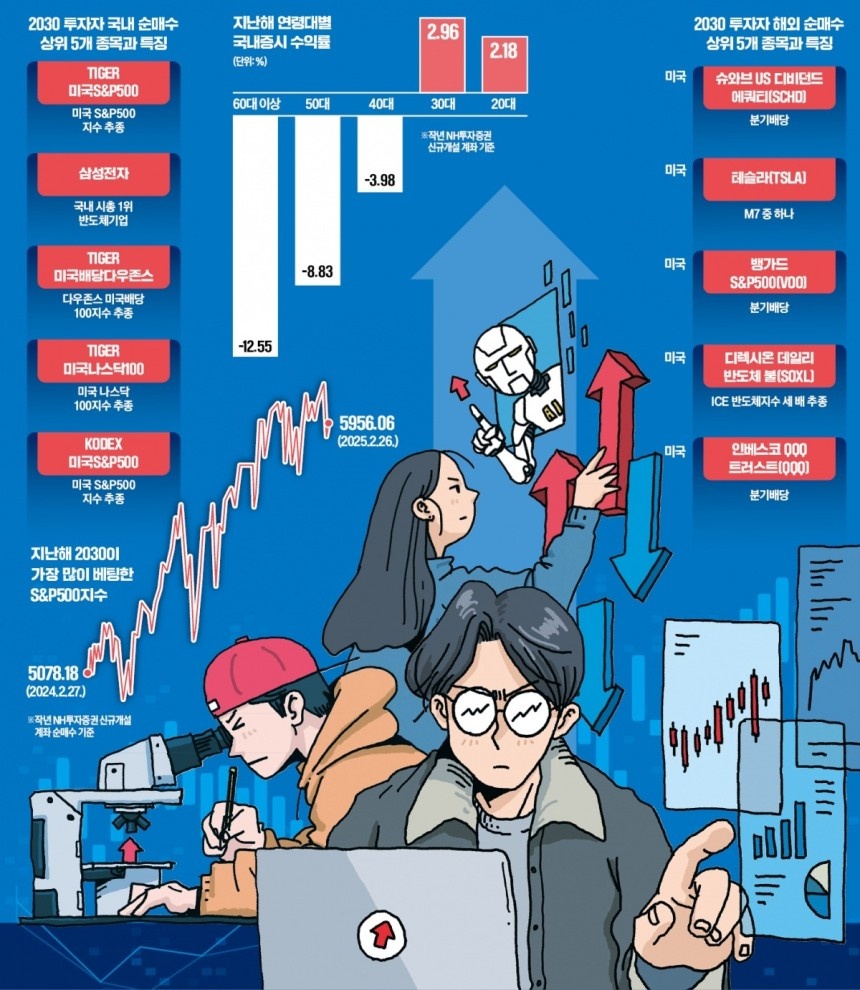 2030 투자자 국내 순매수
상위 5개 종목과 특징
TIGER
미국S&P500
미국 S&P500
지수 추종
삼성전자
국내 시총 1위
반도체기업
TIGER
미국배당다우존스
다우존스 미국배당
100지수 추종
TIGER
미국나스닥100
미국 나스닥
100지수 추종
KODEX
미국S&P500
미국 S&P500
지수 추종
지난해 연령대별
국내증시 수익률
(단위: %)
2.96
2.18
60대 이상
50대
40대
30대
20대
※작년 NH투자증권
신규개설 계좌 기준
-3.98
-8.83
-12.55
2030 투자자 해외 순매수
상위 5개 종목과 특징
미국
슈와브 US 디비던드
에쿼티(SCHD)
분기배당
미국
테슬라(TSLA)
M7 중 하나
미국
뱅가드
S&P500(VOO)
분기배당
미국
디렉시온 데일리
반도체 불(SOXL)
ICE 반도체지수 세 배 추종
미국
인베스코 QQQ
트러스트(QQQ)
분기배당
지난해 2030이
가장 많이 베팅한
S&P500지수
5956.06
(2025.2.26.)
5078.18
(2024.2.27.)
※작년 NH투자증권 신규개설
계좌 순매수 기준
AI